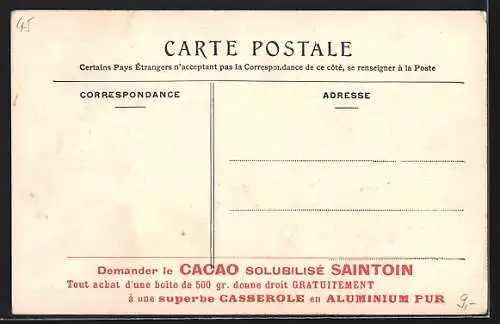 45
CARTE POSTALE
Certains Pays Étrangers n'acceptant pas la Correspondance de ce côté, se renseigner à la Poste
CORRESPONDANCE
ADRESSE
Demander le CACAO SOLUBILISÉ SAINTOIN
Tout achat d'une boîte de 500 gr. donne droit GRATUITEMENT
à une superbe CASSEROLE en ALUMINIUM PUR
9,-